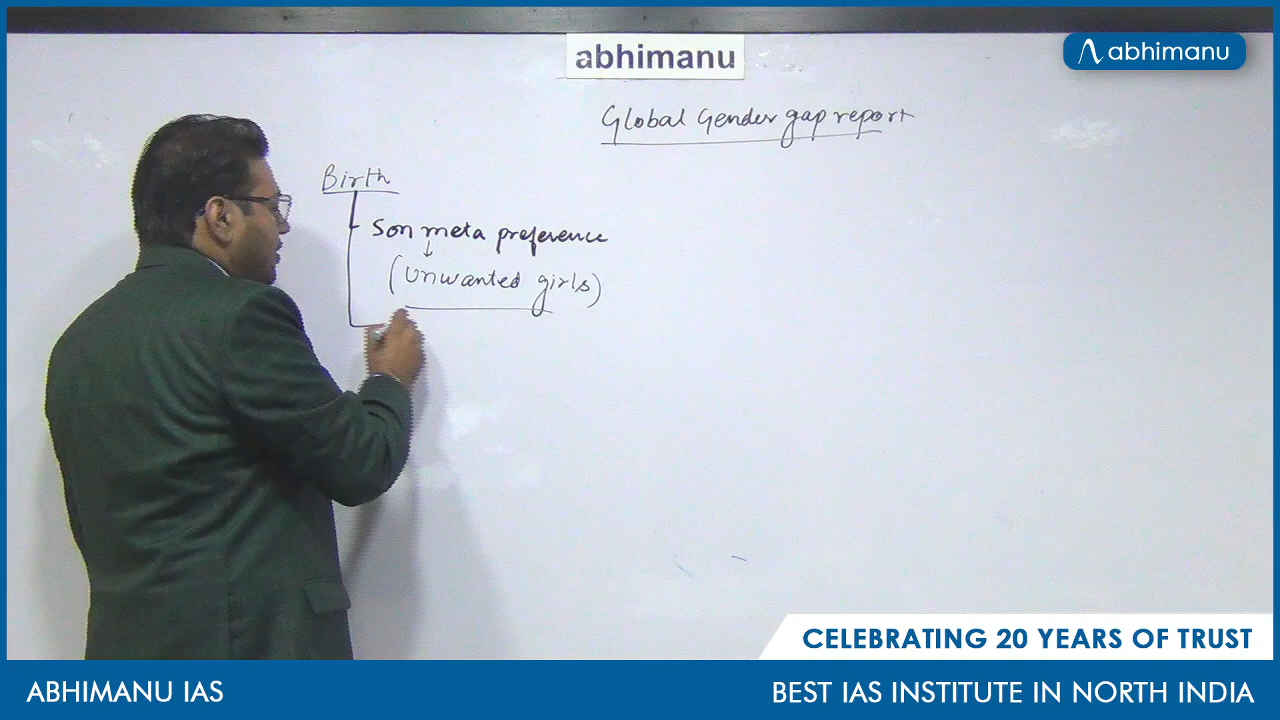 abhimanu
abhimanu
Global Gender gap report
Birth
Son meta preference
(Unwanted girls)
CELEBRATING 20 YEARS OF TRUST
ABHIMANU IAS
BEST IAS INSTITUTE IN NORTH INDIA